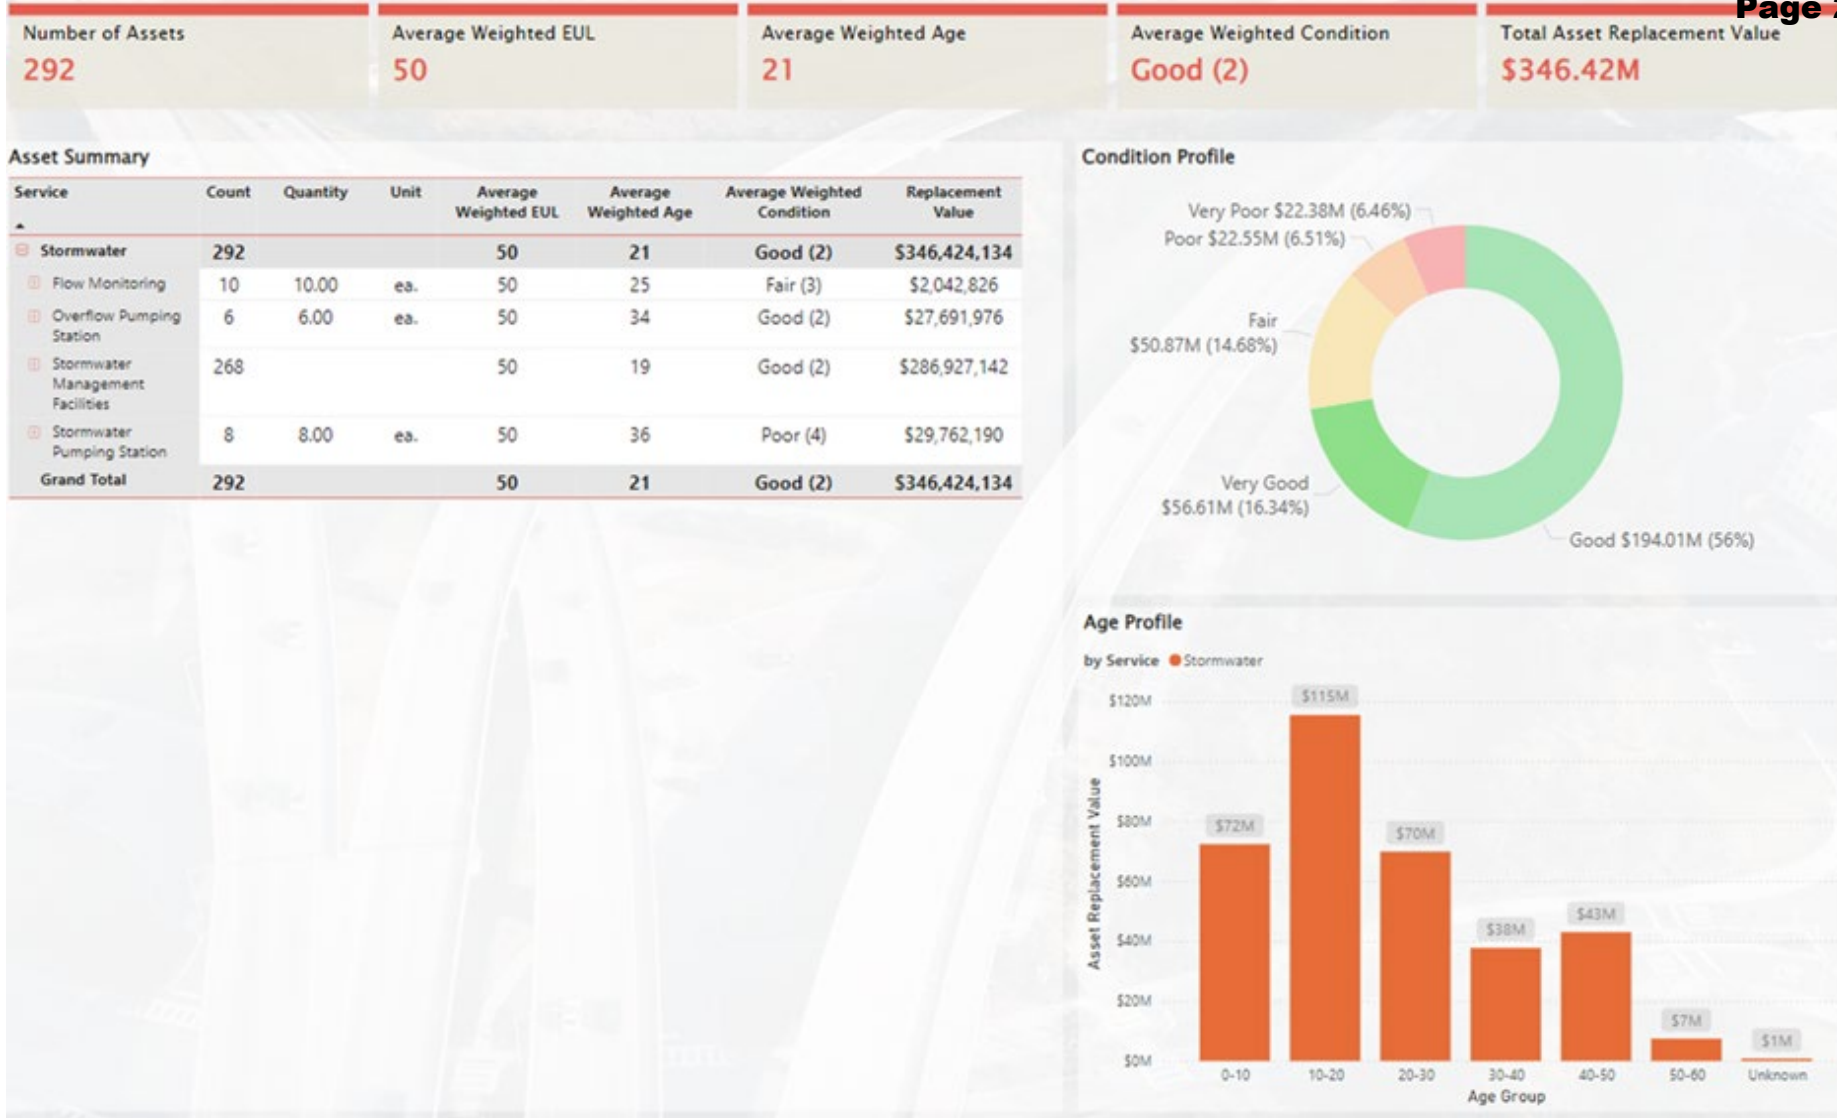 Page
Number of Assets
292
Average Weighted EUL
50
Average Weighted Age
21
Average Weighted Condition
Good (2)
Total Asset Replacement Value
$346.42M
Asset Summary
Service Count Quantity Unit Average Weighted EUL Average Weighted Age Average Weighted Condition Replacement Value
Stormwater 292 50 21 Good (2) $346,424,134
Flow Monitoring 10 10.00 ea. 50 25 Fair (3) $2,042,826
Overflow Pumping Station 6 6.00 ea. 50 34 Good (2) $27,691,976
Stormwater Management Facilities 268 50 19 Good (2) $286,927,142
Stormwater Pumping Station 8 8.00 ea. 50 36 Poor (4) $29,762,190
Grand Total 292 50 21 Good (2) $346,424,134
Condition Profile
Very Poor $22.38M (6.46%)
Poor $22.55M (6.51%)
Fair
$50.87M (14.68%)
Very Good
$56.61M (16.34%)
Good $194.01M (56%)
Age Profile
by Service Stormwater
Asset Replacement Value
$120M
$100M
$80M
$60M
$40M
$20M
$0M
$72M
$115M
$70M
$38M
$43M
$7M
$1M
0-10 10-20 20-30 30-40 40-50 50-60 Unknown
Age Group